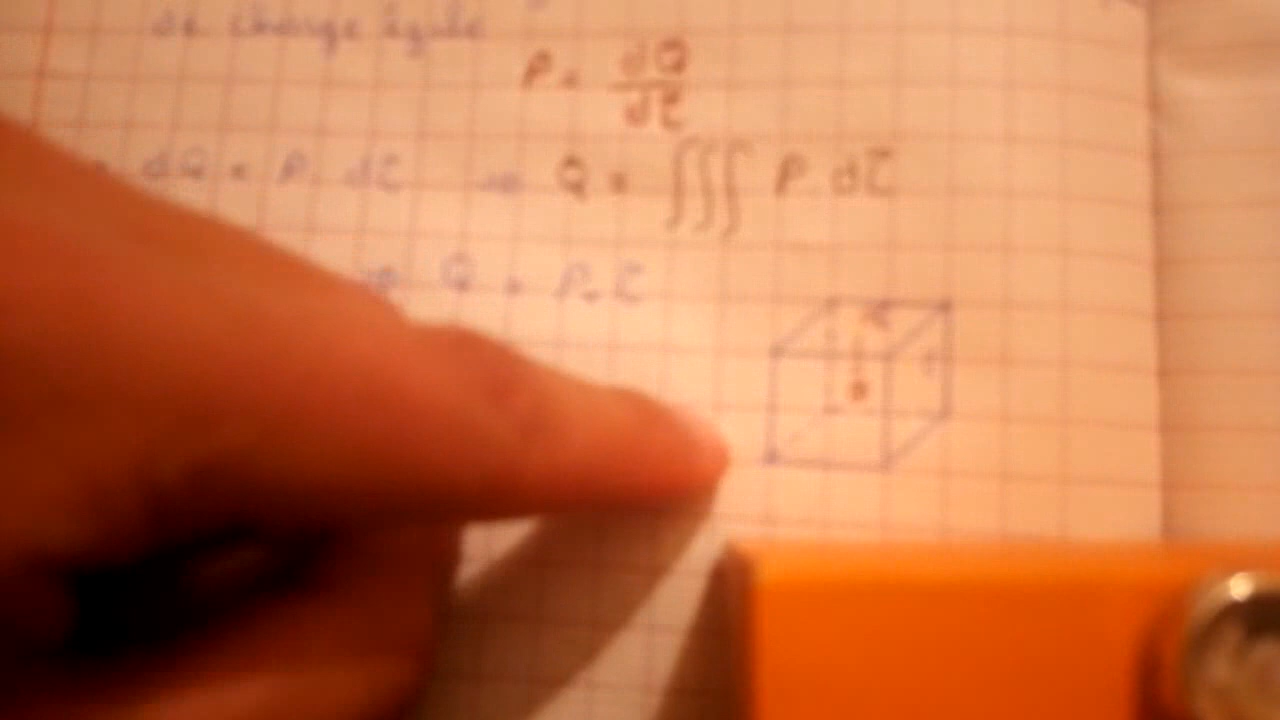 de charge égale
ρ = dQ/dτ
dQ = ρ. dτ ⇒ Q = ∭ ρ. dτ
⇒ Q = ρ. τ